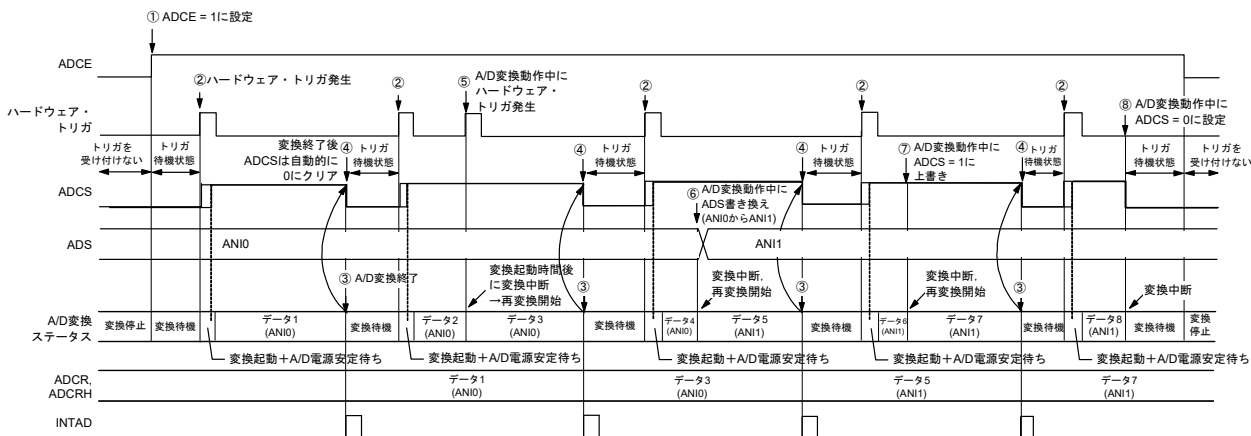 ① ADCE = 1に設定
ADCE
②ハードウェア・トリガ発生
②
⑤ A/D変換動作中に
ハードウェア・
トリガ発生
②
②
②
⑧ A/D変換動作中に
ADCS = 0に設定
ハードウェア・
トリガ
トリガを
受け付けない
トリガ
待機状態
変換終了後
ADCSは自動的に
0にクリア
④
トリガ
待機状態
④
トリガ
待機状態
④
トリガ
待機状態
⑦ A/D変換動作中に
ADCS = 1に
上書き
④
トリガ
待機状態
トリガ
待機状態
トリガを
受け付けない
ADCS
⑥ A/D変換動作中に
ADS書き換え
(ANI0からANI1)
ADS
ANI0
ANI1
③ A/D変換終了
変換起動時間後
に変換中断
→再変換開始
③
変換中断,
再変換開始
③
変換中断,
再変換開始
③
変換中断
A/D変換
ステータス
変換停止
変換待機
データ1
(ANI0)
変換待機
データ2
(ANI0)
データ3
(ANI0)
変換待機
データ4
(ANI0)
データ5
(ANI1)
変換待機
データ6
(ANI1)
データ7
(ANI1)
変換待機
データ8
(ANI1)
変換待機
変換
停止
変換起動+A/D電源安定待ち
変換起動+A/D電源安定待ち
変換起動+A/D電源安定待ち
変換起動+A/D電源安定待ち
変換起動+A/D電源安定待ち
ADCR,
ADCRH
データ1
(ANI0)
データ3
(ANI0)
データ5
(ANI1)
データ7
(ANI1)
INTAD